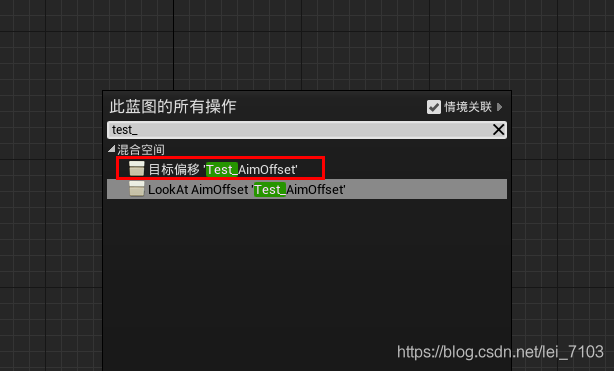 此蓝图的所有操作 情境关联
test_
混合空间
目标偏移 'Test_AimOffset'
LookAt AimOffset 'Test_AimOffset'
https://blog.csdn.net/lei_7103